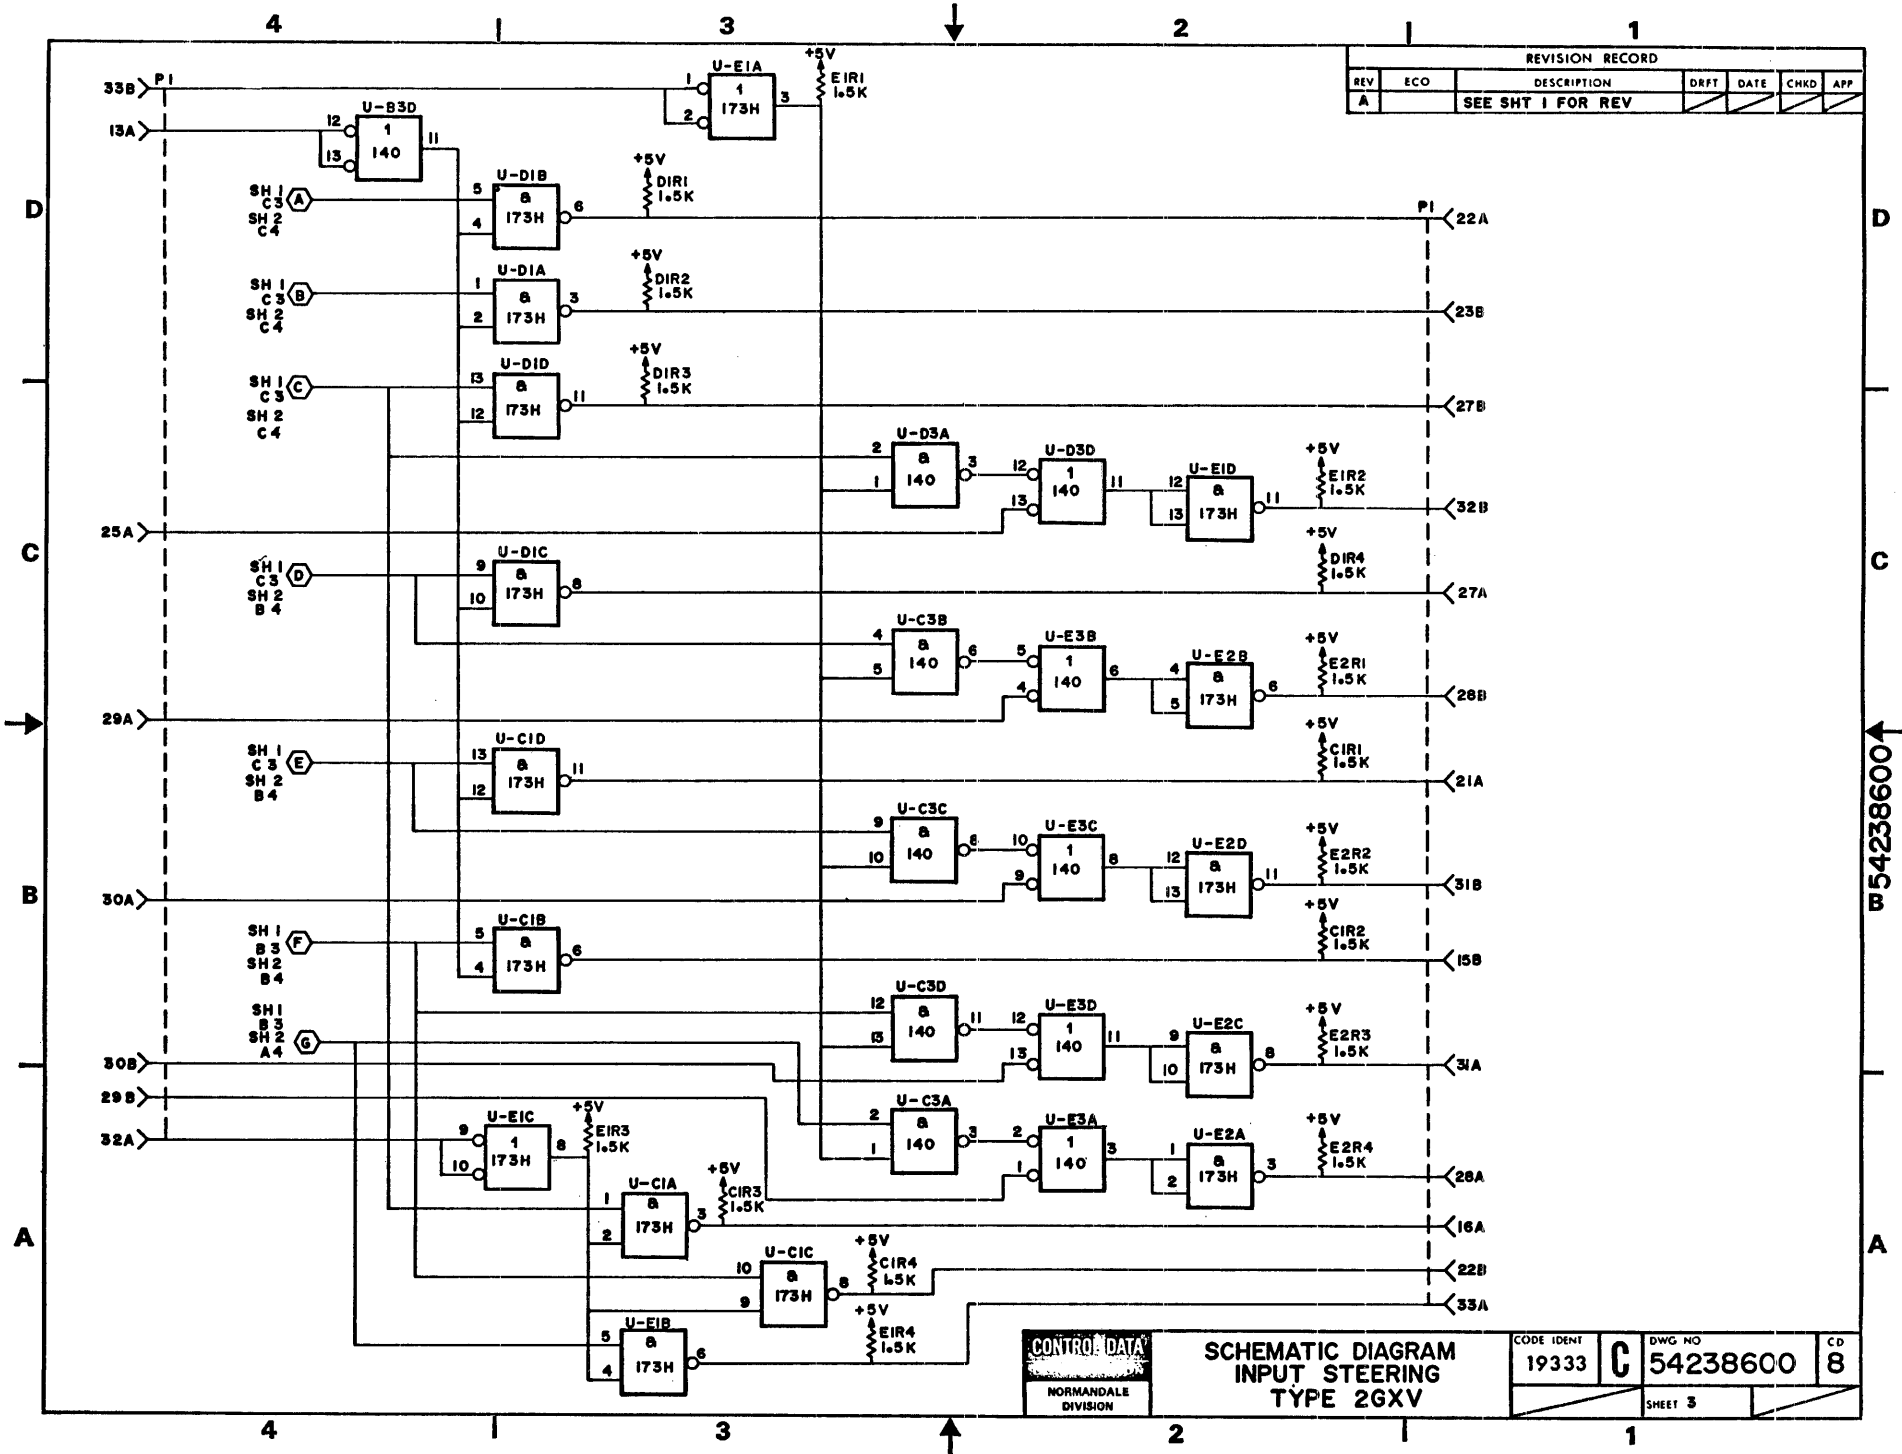 4 3 2 1
REVISION RECORD
REV ECO DESCRIPTION DRFT DATE CHKD APP
A SEE SHT 1 FOR REV
33B P1
1 U-E1A 1 173H 2 3
+5V E1R1 1.5K
13A
U-B3D 12 1 140 13 11
D
D
SH 1 C3 A SH 2 C4
5 U-D1B & 173H 4 6
+5V D1R1 1.5K
P1 22A
SH 1 C3 B SH 2 C4
1 U-D1A & 173H 2 3
+5V D1R2 1.5K
23B
SH 1 C3 C SH 2 C4
13 U-D1D & 173H 12 11
+5V D1R3 1.5K
27B
2 U-D3A & 140 1 3
12 U-D3D 1 140 13 11
12 U-E1D & 173H 13 11
+5V E1R2 1.5K
32B
25A
C
C
SH 1 C3 D SH 2 B4
9 U-D1C & 173H 10 8
+5V D1R4 1.5K
27A
4 U-C3B & 140 5 6
5 U-E3B 1 140 4 6
4 U-E2B & 173H 5 6
+5V E2R1 1.5K
28B
29A
SH 1 C3 E SH 2 B4
13 U-C1D & 173H 12 11
+5V C1R1 1.5K
21A
9 U-C3C & 140 10 8
10 U-E3C 1 140 9 8
12 U-E2D & 173H 13 11
+5V E2R2 1.5K
31B
B
30A
SH 1 B3 F SH 2 B4
5 U-C1B & 173H 4 6
+5V C1R2 1.5K
15B
B54238600
12 U-C3D & 140 13 11
12 U-E3D 1 140 13 11
9 U-E2C & 173H 10 8
+5V E2R3 1.5K
31A
SH 1 B3 SH 2 A4 G
30B
29B
32A
9 U-E1C 1 173H 10 8
+5V E1R3 1.5K
2 U-C3A & 140 1 3
2 U-E3A 1 140 1 3
1 U-E2A & 173H 2 3
+5V E2R4 1.5K
28A
1 U-C1A & 173H 2 3
+5V C1R3 1.5K
16A
A
A
10 U-C1C & 173H 9 8
+5V C1R4 1.5K
22B
5 U-E1B & 173H 4 6
+5V E1R4 1.5K
33A
CONTROL DATA
NORMANDALE
DIVISION
SCHEMATIC DIAGRAM
INPUT STEERING
TYPE 2GXV
CODE IDENT
19333
C
DWG NO
54238600
CD
8
SHEET 3
4 3 2 1